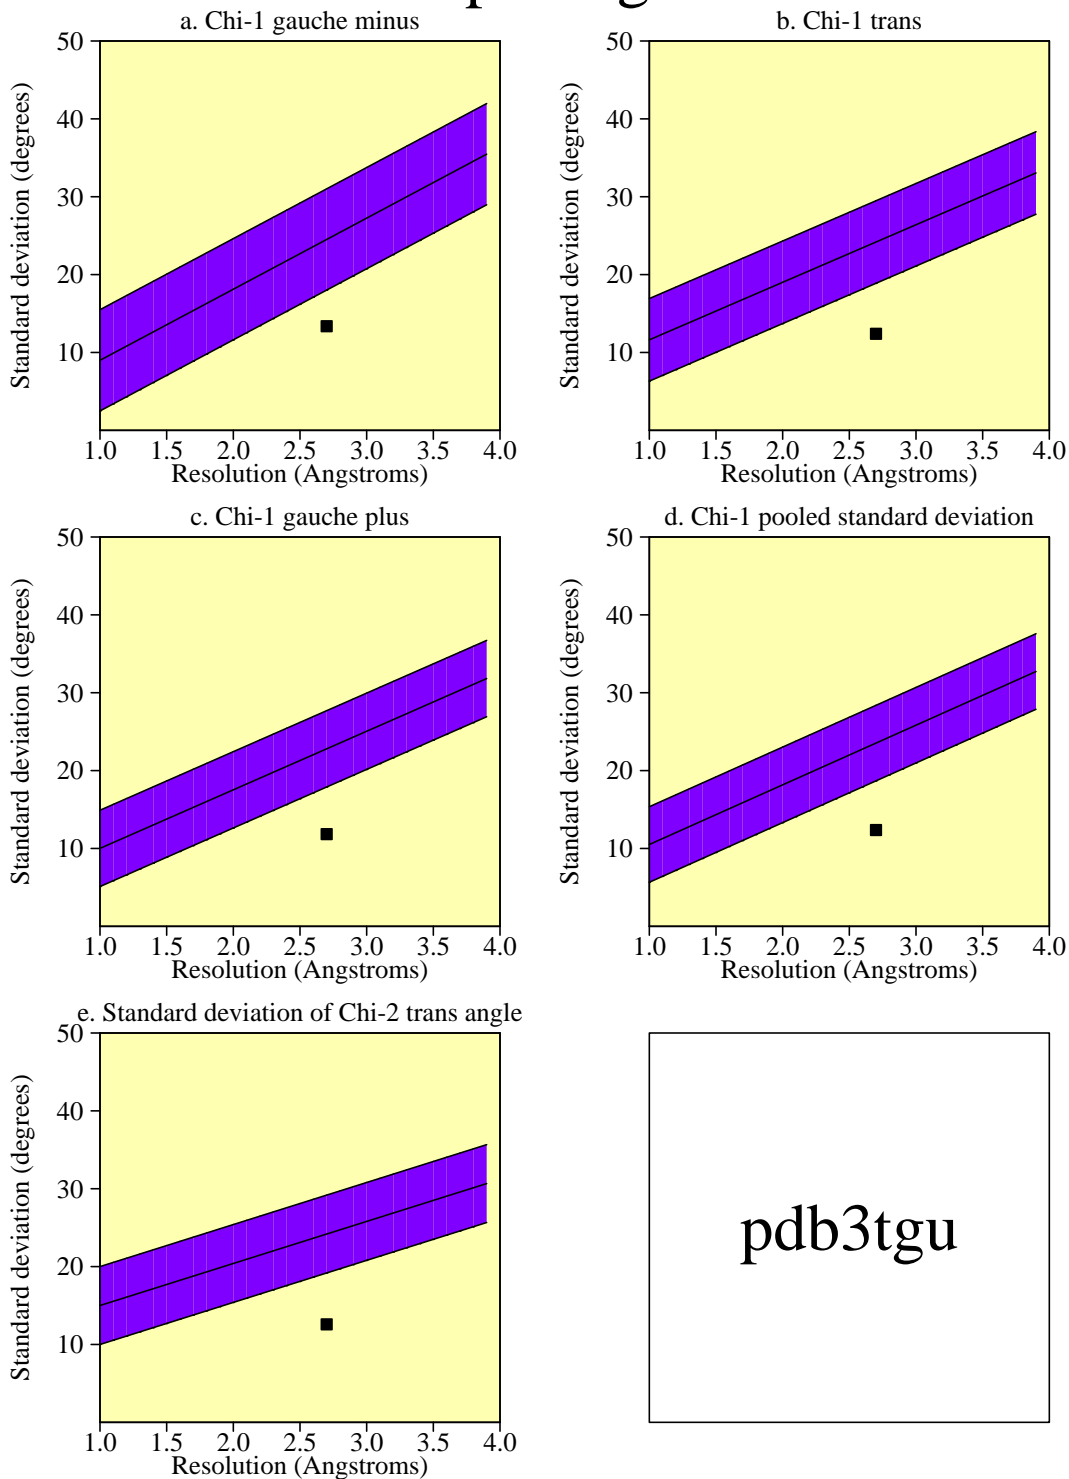 a. Chi-1 gauche minus
Standard deviation (degrees)
50
40
30
20
10
1.0 1.5 2.0 2.5 3.0 3.5 4.0
Resolution (Angstroms)
b. Chi-1 trans
Standard deviation (degrees)
50
40
30
20
10
1.0 1.5 2.0 2.5 3.0 3.5 4.0
Resolution (Angstroms)
c. Chi-1 gauche plus
Standard deviation (degrees)
50
40
30
20
10
1.0 1.5 2.0 2.5 3.0 3.5 4.0
Resolution (Angstroms)
d. Chi-1 pooled standard deviation
Standard deviation (degrees)
50
40
30
20
10
1.0 1.5 2.0 2.5 3.0 3.5 4.0
Resolution (Angstroms)
e. Standard deviation of Chi-2 trans angle
Standard deviation (degrees)
50
40
30
20
10
1.0 1.5 2.0 2.5 3.0 3.5 4.0
Resolution (Angstroms)
pdb3tgu